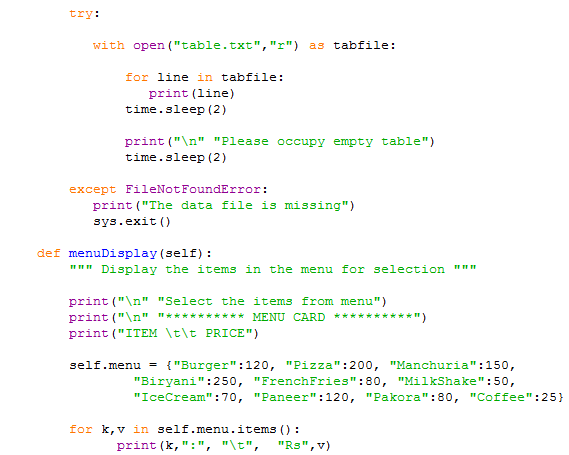 try:
with open("table.txt","r") as tabfile:
for line in tabfile:
print(line)
time.sleep(2)
print("\n" "Please occupy empty table")
time.sleep(2)
except FileNotFoundError:
print("The data file is missing")
sys.exit()
def menuDisplay(self):
""" Display the items in the menu for selection """
print("\n" "Select the items from menu")
print("\n" "********** MENU CARD **********")
print("ITEM \t\t PRICE")
self.menu = {"Burger":120, "Pizza":200, "Manchuria":150,
"Biryani":250, "FrenchFries":80, "MilkShake":50,
"IceCream":70, "Paneer":120, "Pakora":80, "Coffee":25}
for k,v in self.menu.items():
print(k,":", "\t",  "Rs",v)